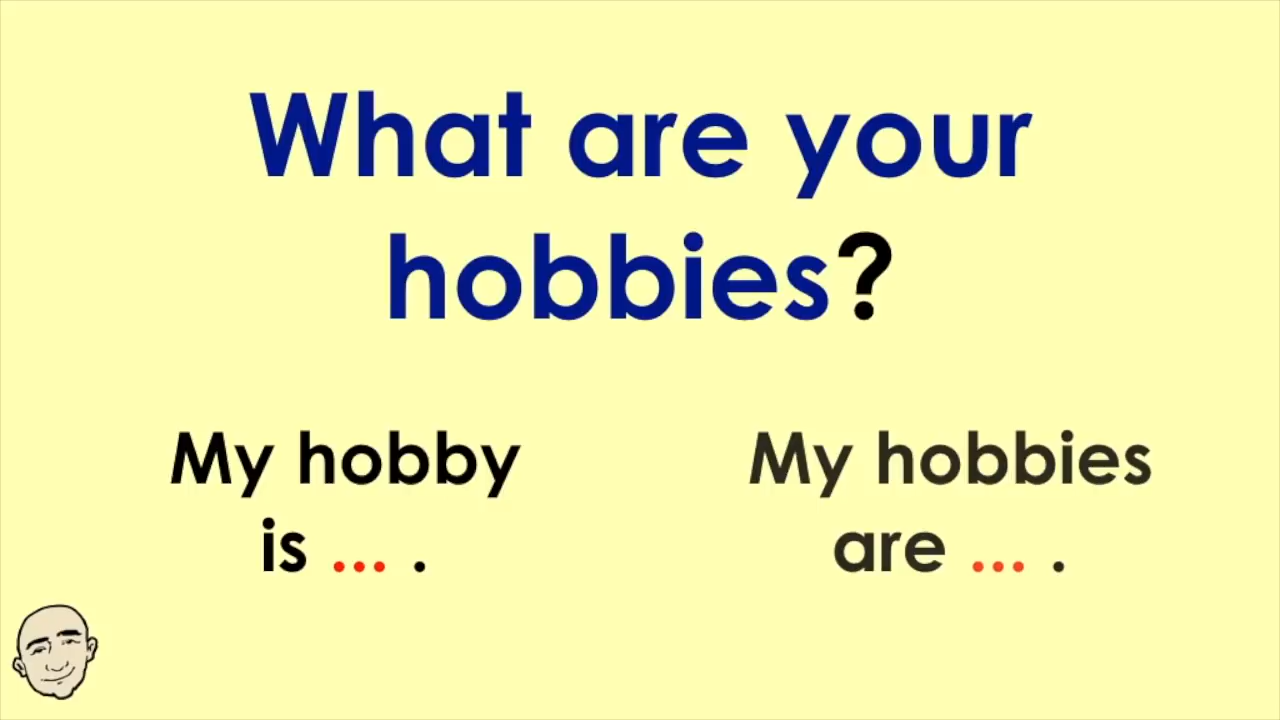 What are your
hobbies?
My hobby
is ... .
My hobbies
are ... .